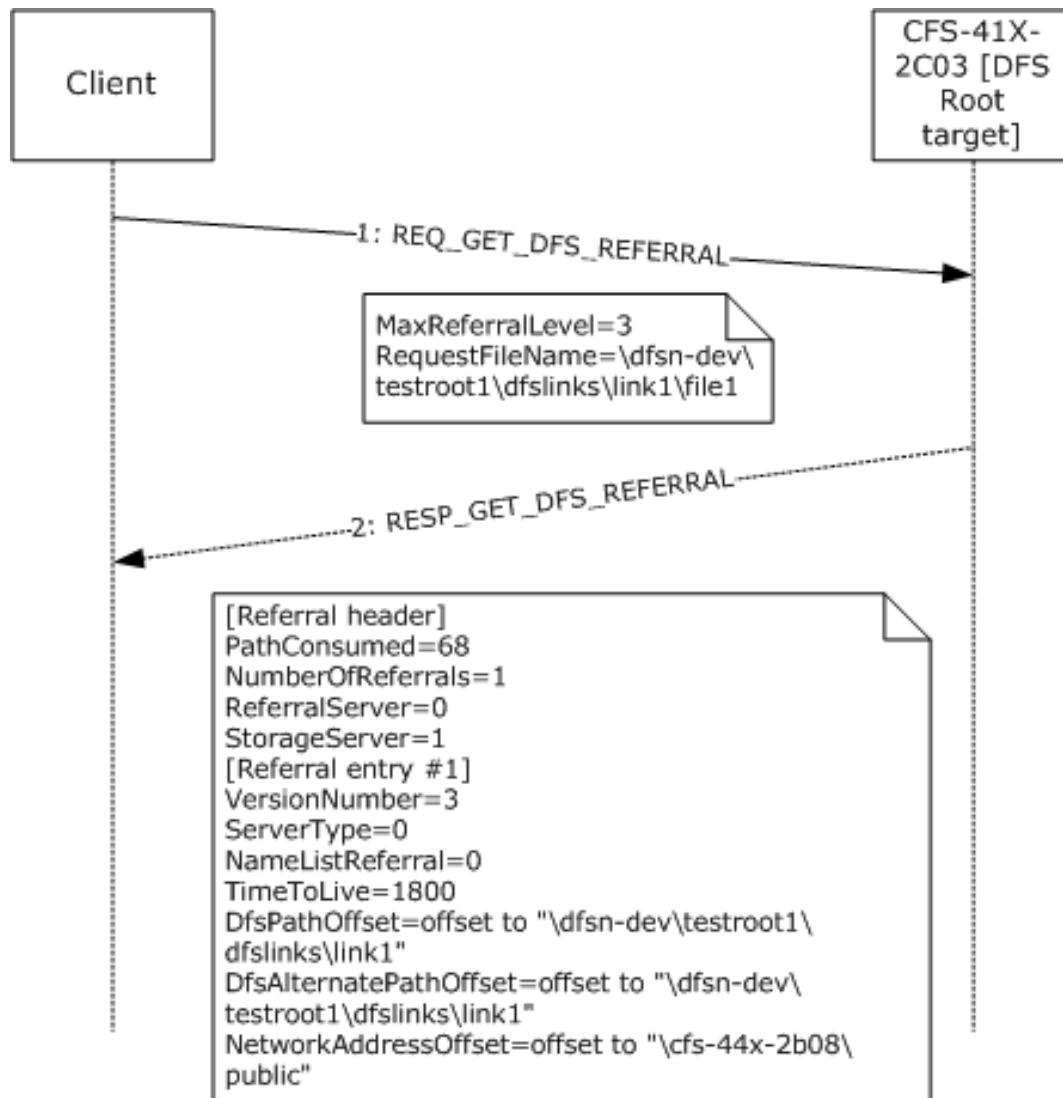 Client
CFS-41X-
2C03 [DFS
Root
target]
1: REQ_GET_DFS_REFERRAL
MaxReferralLevel=3
RequestFileName=\dfsn-dev\
testroot1\dfslinks\link1\file1
2: RESP_GET_DFS_REFERRAL
[Referral header]
PathConsumed=68
NumberOfReferrals=1
ReferralServer=0
StorageServer=1
[Referral entry #1]
VersionNumber=3
ServerType=0
NameListReferral=0
TimeToLive=1800
DfsPathOffset=offset to "\dfsn-dev\testroot1\
dfslinks\link1"
DfsAlternatePathOffset=offset to "\dfsn-dev\
testroot1\dfslinks\link1"
NetworkAddressOffset=offset to "\cfs-44x-2b08\
public"